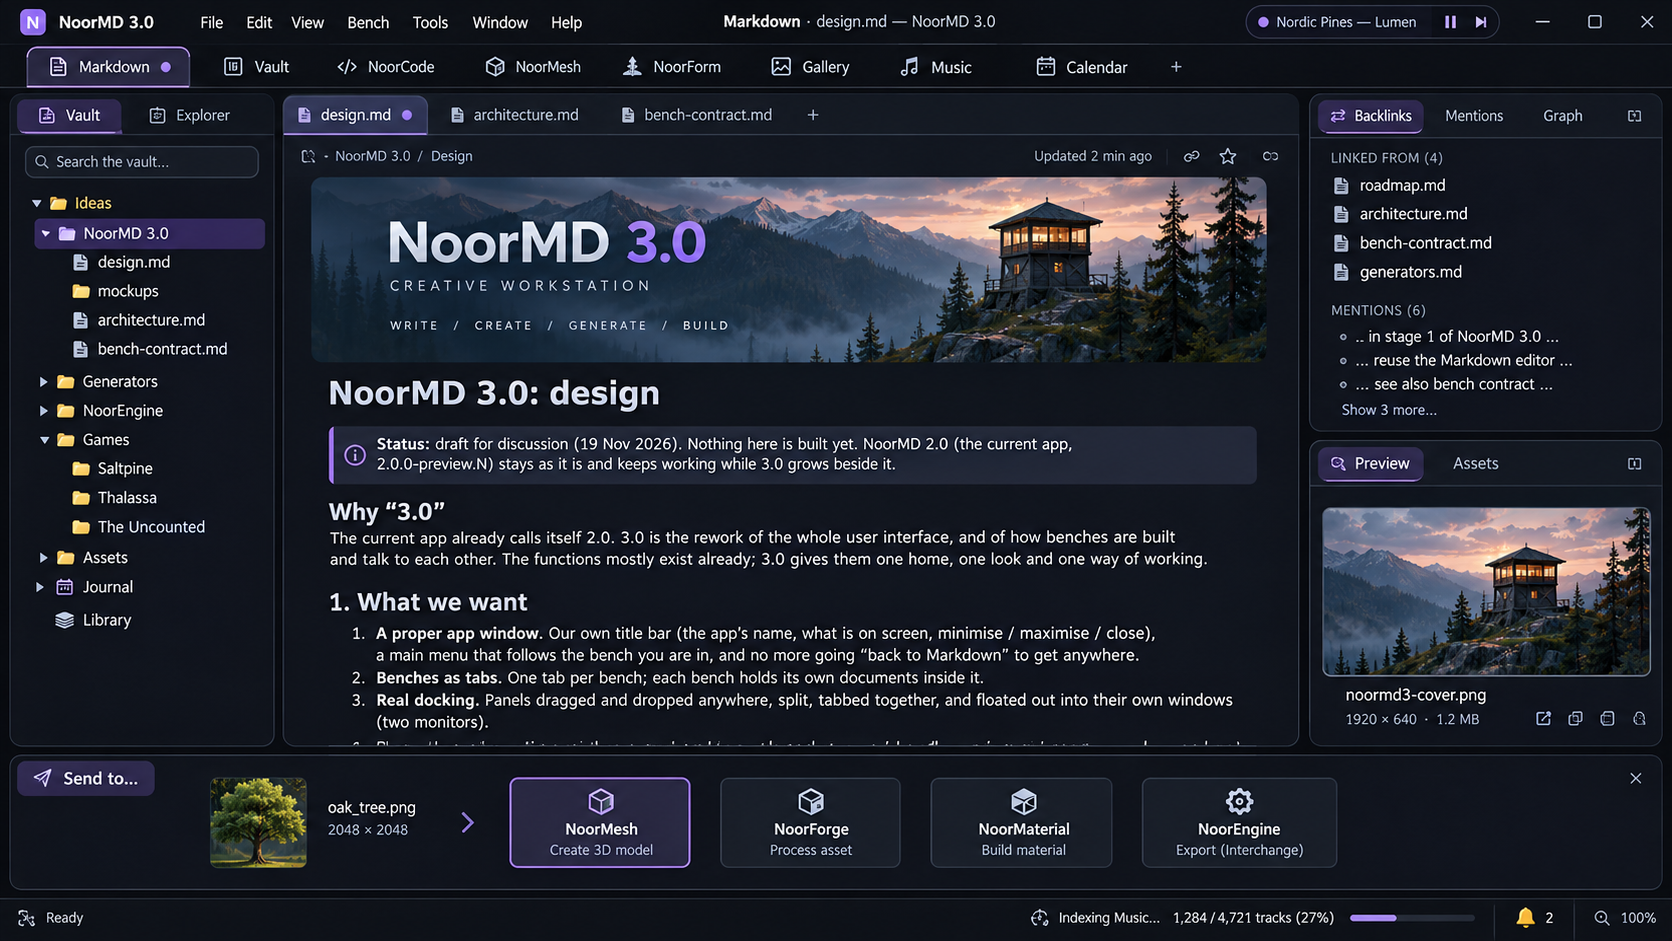 N NoorMD 3.0 File Edit View Bench Tools Window Help Markdown · design.md — NoorMD 3.0 Nordic Pines — Lumen
Markdown Vault NoorCode NoorMesh NoorForm Gallery Music Calendar +
Vault Explorer
Search the vault...
Ideas
NoorMD 3.0
design.md
mockups
architecture.md
bench-contract.md
Generators
NoorEngine
Games
Saltpine
Thalassa
The Uncounted
Assets
Journal
Library
design.md architecture.md bench-contract.md +
NoorMD 3.0 / Design Updated 2 min ago
NoorMD 3.0
CREATIVE WORKSTATION
WRITE / CREATE / GENERATE / BUILD
NoorMD 3.0: design
Status: draft for discussion (19 Nov 2026). Nothing here is built yet. NoorMD 2.0 (the current app,
2.0.0-preview.N) stays as it is and keeps working while 3.0 grows beside it.
Why “3.0”
The current app already calls itself 2.0. 3.0 is the rework of the whole user interface, and of how benches are built
and talk to each other. The functions mostly exist already; 3.0 gives them one home, one look and one way of working.
1. What we want
1. A proper app window. Our own title bar (the app's name, what is on screen, minimise / maximise / close),
a main menu that follows the bench you are in, and no more going “back to Markdown” to get anywhere.
2. Benches as tabs. One tab per bench; each bench holds its own documents inside it.
3. Real docking. Panels dragged and dropped anywhere, split, tabbed together, and floated out into their own windows
(two monitors).
Backlinks Mentions Graph
LINKED FROM (4)
roadmap.md
architecture.md
bench-contract.md
generators.md
MENTIONS (6)
.. in stage 1 of NoorMD 3.0 ...
... reuse the Markdown editor ...
... see also bench contract ...
Show 3 more...
Preview Assets
noormd3-cover.png
1920 × 640 · 1.2 MB
Send to...
oak_tree.png
2048 × 2048
NoorMesh
Create 3D model
NoorForge
Process asset
NoorMaterial
Build material
NoorEngine
Export (Interchange)
Ready Indexing Music... 1,284 / 4,721 tracks (27%) 2 100%